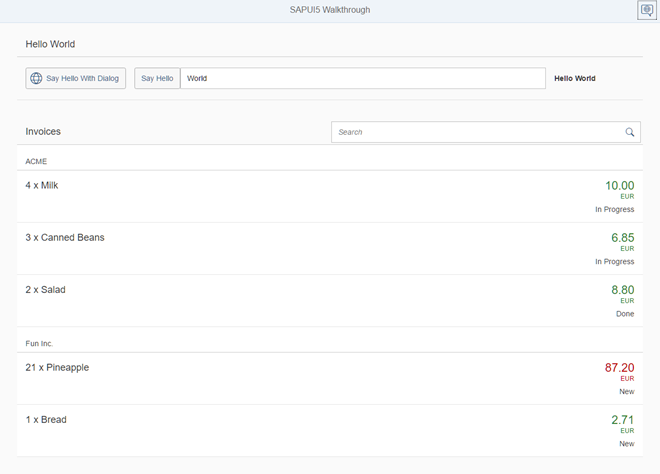 SAPUI5 Walkthrough
Hello World
Say Hello With Dialog Say Hello World Hello World
Invoices Search
ACME
4 x Milk 10.00
EUR
In Progress
3 x Canned Beans 6.85
EUR
In Progress
2 x Salad 8.80
EUR
Done
Fun Inc.
21 x Pineapple 87.20
EUR
New
1 x Bread 2.71
EUR
New